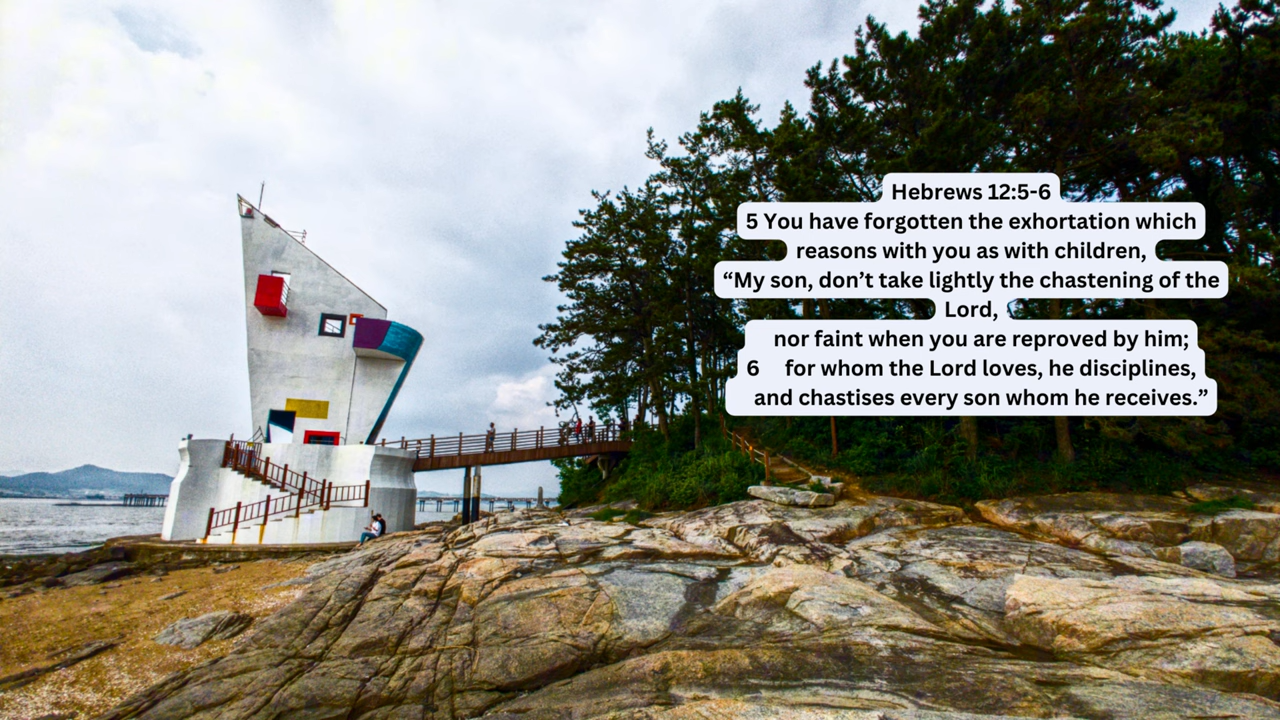 Hebrews 12:5-6
5 You have forgotten the exhortation which
reasons with you as with children,
“My son, don’t take lightly the chastening of the
Lord,
nor faint when you are reproved by him;
6 for whom the Lord loves, he disciplines,
and chastises every son whom he receives.”